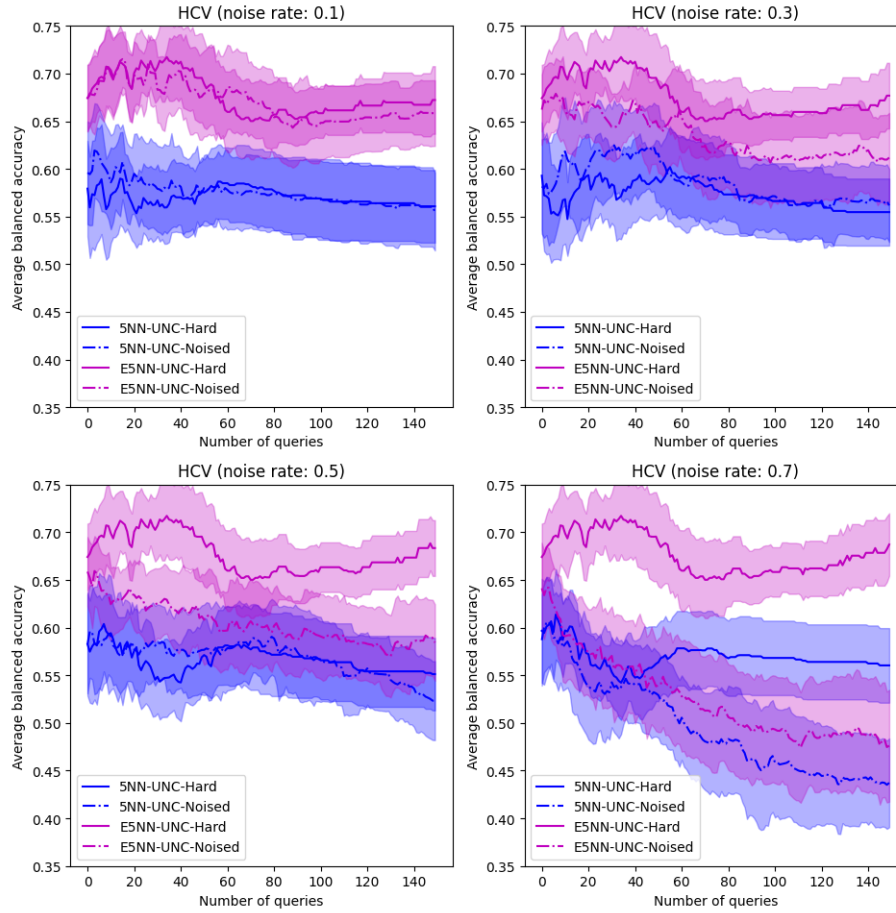 HCV (noise rate: 0.1)
0.75
0.70
0.65
0.60
0.55
0.50
0.45
0.40
0.35
Average balanced accuracy
5NN-UNC-Hard
5NN-UNC-Noised
E5NN-UNC-Hard
E5NN-UNC-Noised
0 20 40 60 80 100 120 140
Number of queries
HCV (noise rate: 0.3)
0.75
0.70
0.65
0.60
0.55
0.50
0.45
0.40
0.35
Average balanced accuracy
5NN-UNC-Hard
5NN-UNC-Noised
E5NN-UNC-Hard
E5NN-UNC-Noised
0 20 40 60 80 100 120 140
Number of queries
HCV (noise rate: 0.5)
0.75
0.70
0.65
0.60
0.55
0.50
0.45
0.40
0.35
Average balanced accuracy
5NN-UNC-Hard
5NN-UNC-Noised
E5NN-UNC-Hard
E5NN-UNC-Noised
0 20 40 60 80 100 120 140
Number of queries
HCV (noise rate: 0.7)
0.75
0.70
0.65
0.60
0.55
0.50
0.45
0.40
0.35
Average balanced accuracy
5NN-UNC-Hard
5NN-UNC-Noised
E5NN-UNC-Hard
E5NN-UNC-Noised
0 20 40 60 80 100 120 140
Number of queries